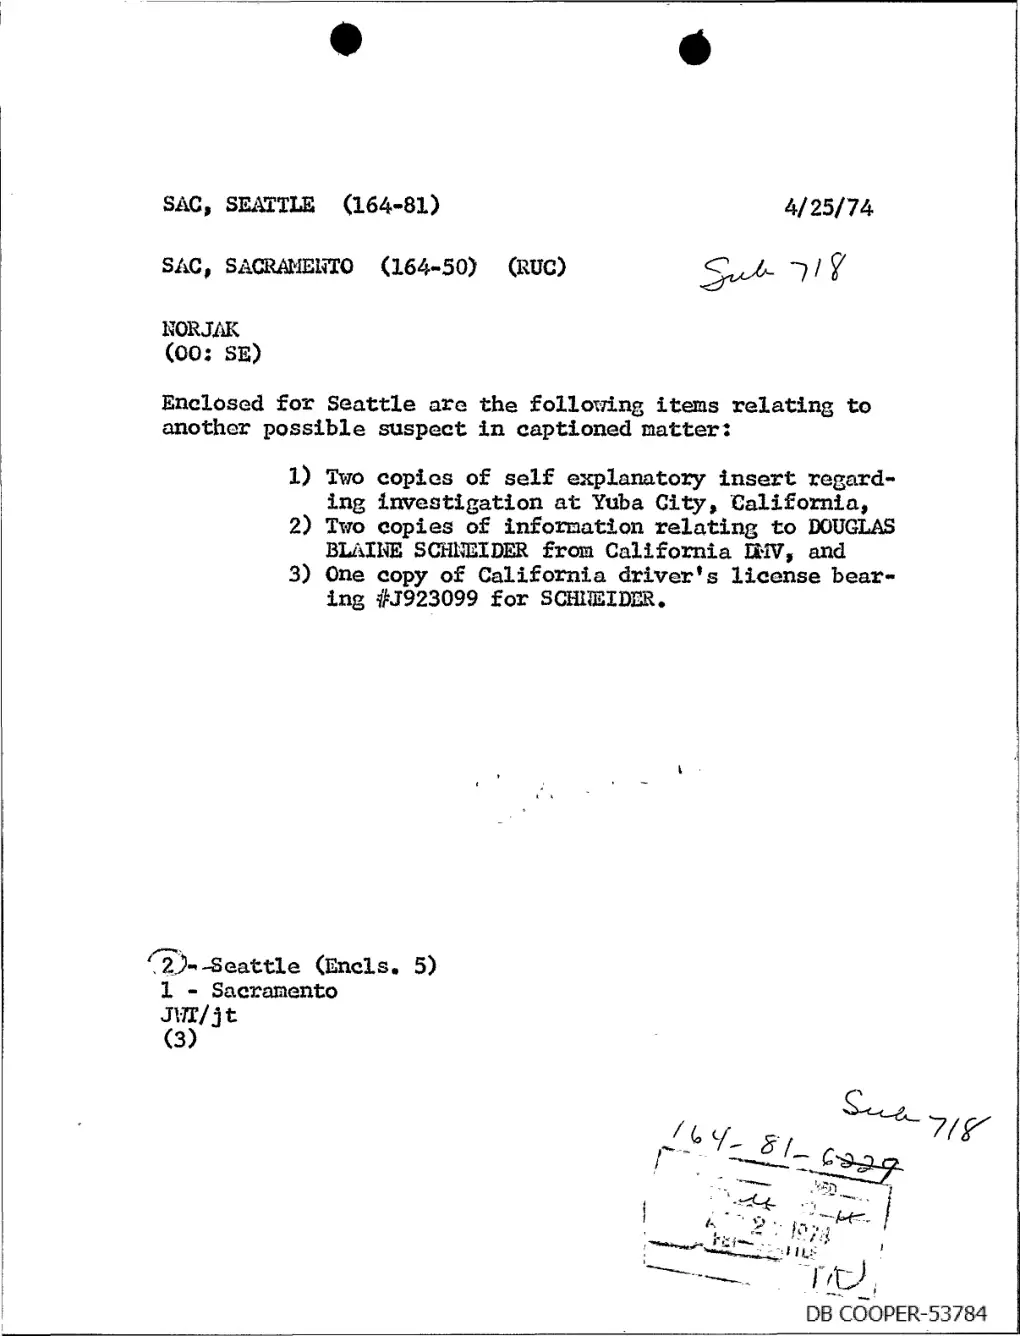 SAC, SEATTLE (164-81) 4/25/74
SAC, SACRAMENTO (164-50) (RUC) Sub 718
NORJAK
(OO: SE)
Enclosed for Seattle are the following items relating to
another possible suspect in captioned matter:
1) Two copies of self explanatory insert regard-
ing investigation at Yuba City, California,
2) Two copies of information relating to DOUGLAS
BLAINE SCHNEIDER from California DMV, and
3) One copy of California driver's license bear-
ing #J923099 for SCHNEIDER.
2 - Seattle (Encls. 5)
1 - Sacramento
JWT/jt
(3)
Sub 718
164-81-6229
1974
DB COOPER-53784